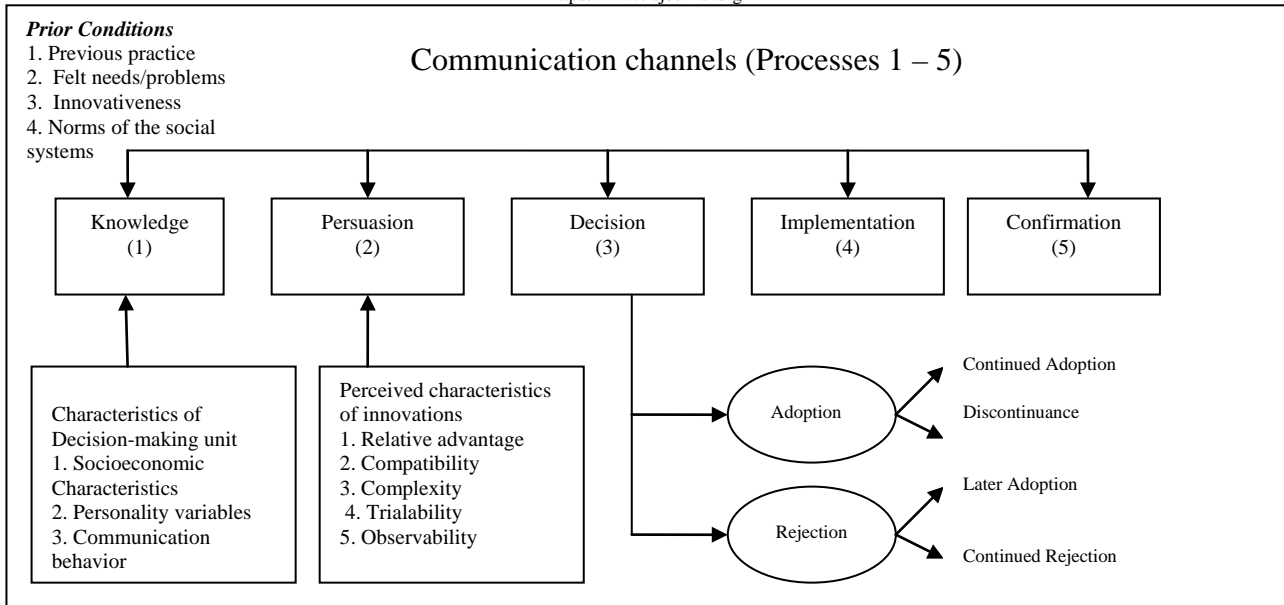 Prior Conditions
1. Previous practice
2. Felt needs/problems
3. Innovativeness
4. Norms of the social
systems
Communication channels (Processes 1 – 5)
Knowledge
(1)
Persuasion
(2)
Decision
(3)
Implementation
(4)
Confirmation
(5)
Characteristics of
Decision-making unit
1. Socioeconomic
Characteristics
2. Personality variables
3. Communication
behavior
Perceived characteristics
of innovations
1. Relative advantage
2. Compatibility
3. Complexity
4. Trialability
5. Observability
Adoption
Continued Adoption
Discontinuance
Rejection
Later Adoption
Continued Rejection